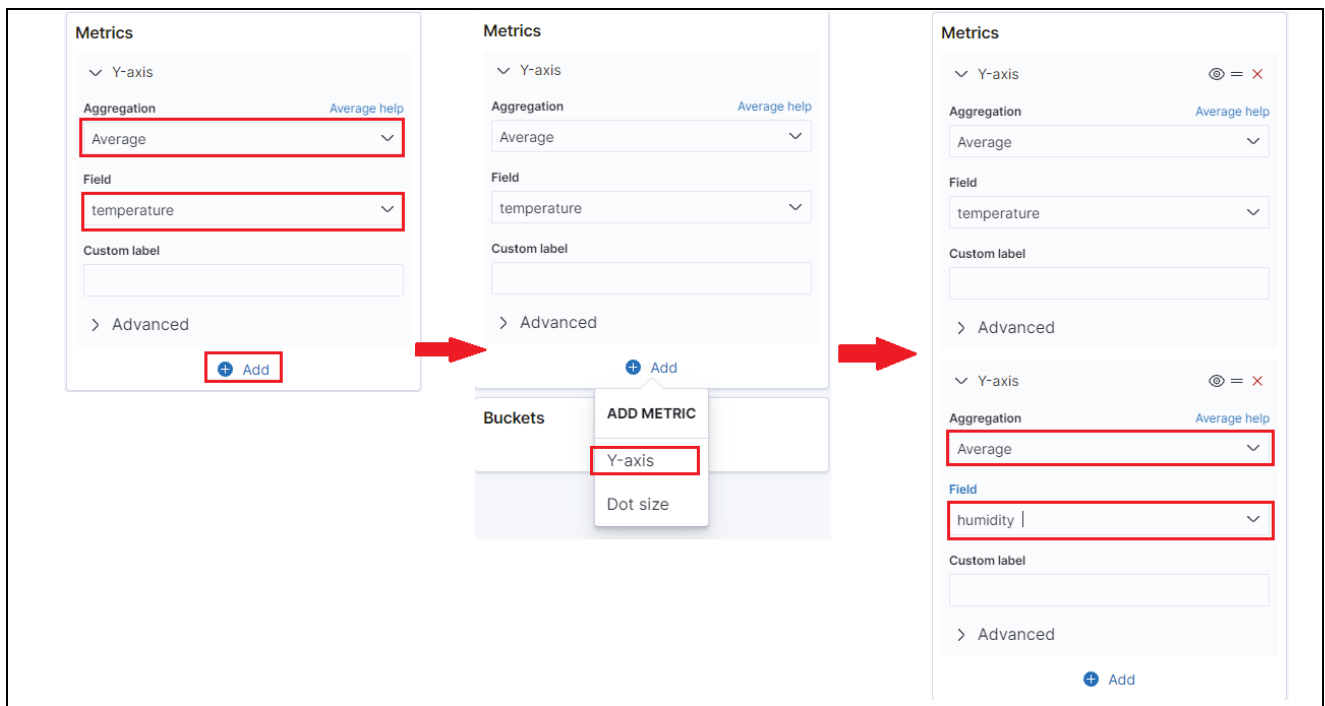 Metrics
Y-axis
Aggregation Average help
Average
Field
temperature
Custom label
Advanced
Add
Metrics
Y-axis
Aggregation Average help
Average
Field
temperature
Custom label
Advanced
Add
Buckets
ADD METRIC
Y-axis
Dot size
Metrics
Y-axis
Aggregation Average help
Average
Field
temperature
Custom label
Advanced
Y-axis
Aggregation Average help
Average
Field
humidity
Custom label
Advanced
Add